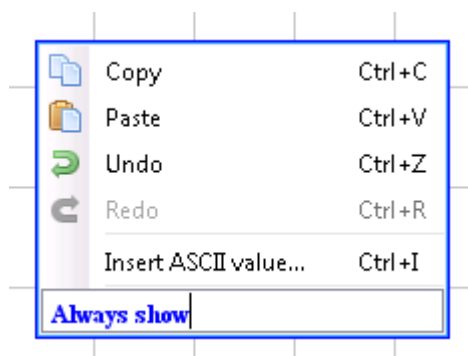 Copy Ctrl+C
Paste Ctrl+V
Undo Ctrl+Z
Redo Ctrl+R
Insert ASCII value... Ctrl+I
Always show